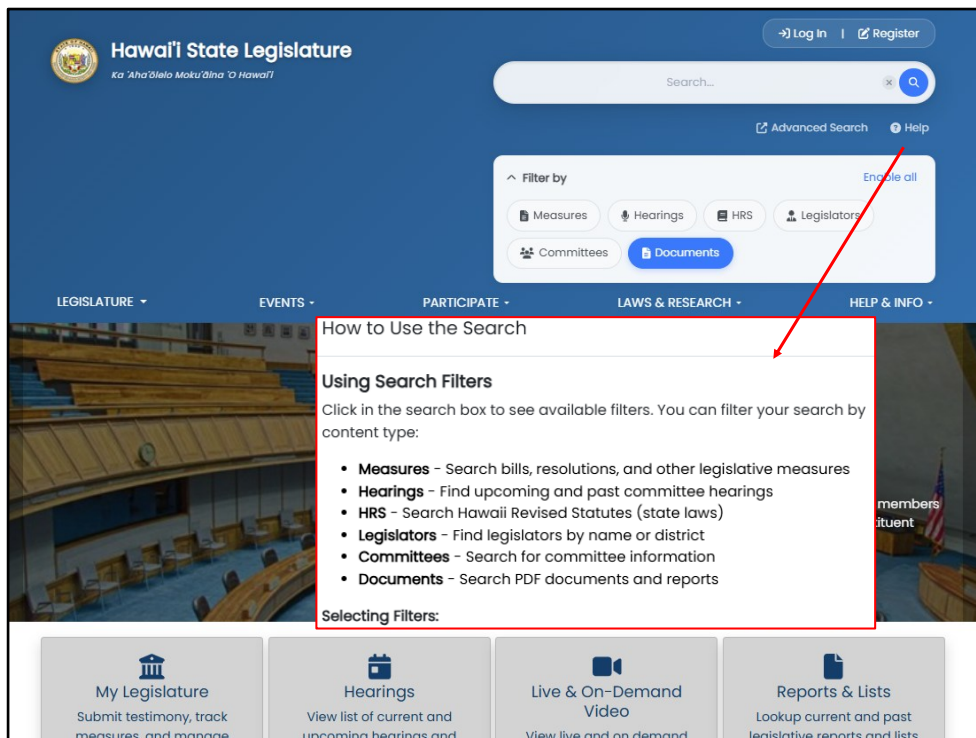 Log In | Register
Hawai'i State Legislature
Ka 'Aha'ōlelo Moku'āina 'O Hawai'i
Search...
Advanced Search Help
Filter by Enable all
Measures Hearings HRS Legislators
Committees Documents
LEGISLATURE EVENTS PARTICIPATE LAWS & RESEARCH HELP & INFO
How to Use the Search
Using Search Filters
Click in the search box to see available filters. You can filter your search by
content type:
• Measures - Search bills, resolutions, and other legislative measures
• Hearings - Find upcoming and past committee hearings
• HRS - Search Hawaii Revised Statutes (state laws)
• Legislators - Find legislators by name or district
• Committees - Search for committee information
• Documents - Search PDF documents and reports
Selecting Filters:
members
My Legislature
Submit testimony, track
measures, and manage
Hearings
View list of current and
upcoming hearings and
Live & On-Demand
Video
View live and on demand
Reports & Lists
Lookup current and past
legislative reports and lists